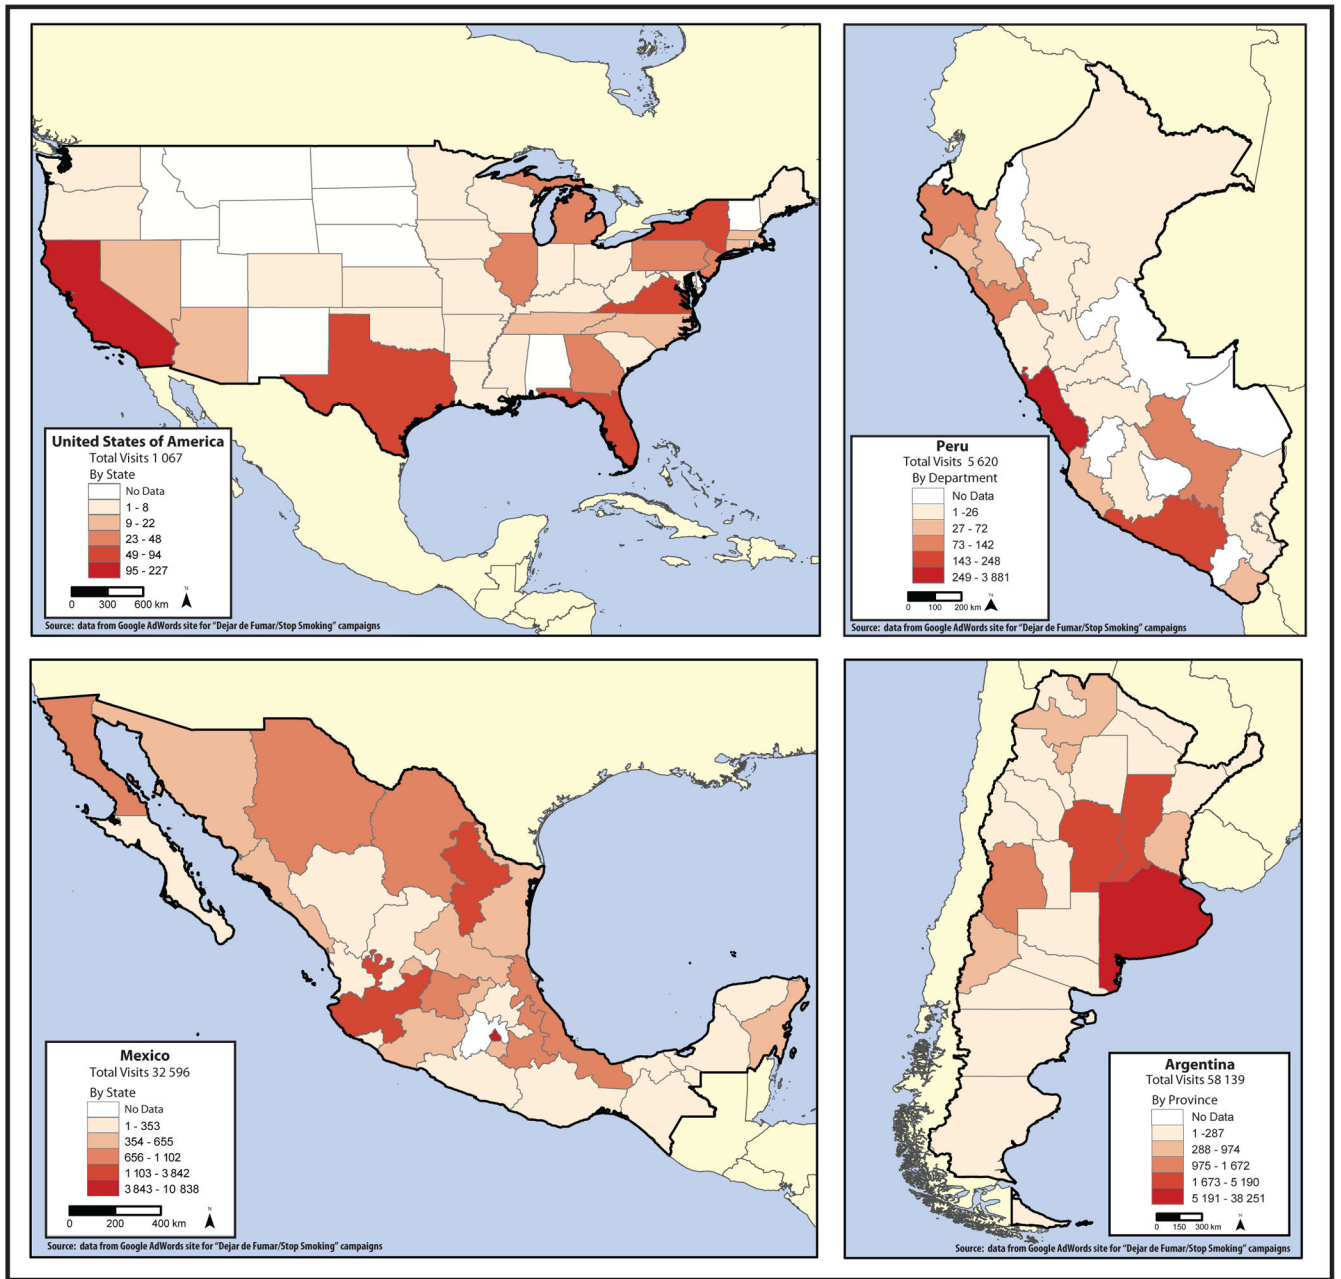 United States of America
Total Visits 1 067
By State
No Data
1 - 8
9 - 22
23 - 48
49 - 94
95 - 227
N
0 300 600 km
Source: data from Google AdWords site for "Dejar de Fumar/Stop Smoking" campaigns
Peru
Total Visits 5 620
By Department
No Data
1 -26
27 - 72
73 - 142
143 - 248
249 - 3 881
N
0 100 200 km
Source: data from Google AdWords site for "Dejar de Fumar/Stop Smoking" campaigns
Mexico
Total Visits 32 596
By State
No Data
1 - 353
354 - 655
656 - 1 102
1 103 - 3 842
3 843 - 10 838
N
0 200 400 km
Source: data from Google AdWords site for "Dejar de Fumar/Stop Smoking" campaigns
Argentina
Total Visits 58 139
By Province
No Data
1 -287
288 - 974
975 - 1 672
1 673 - 5 190
5 191 - 38 251
N
0 150 300 km
Source: data from Google AdWords site for "Dejar de Fumar/Stop Smoking" campaigns